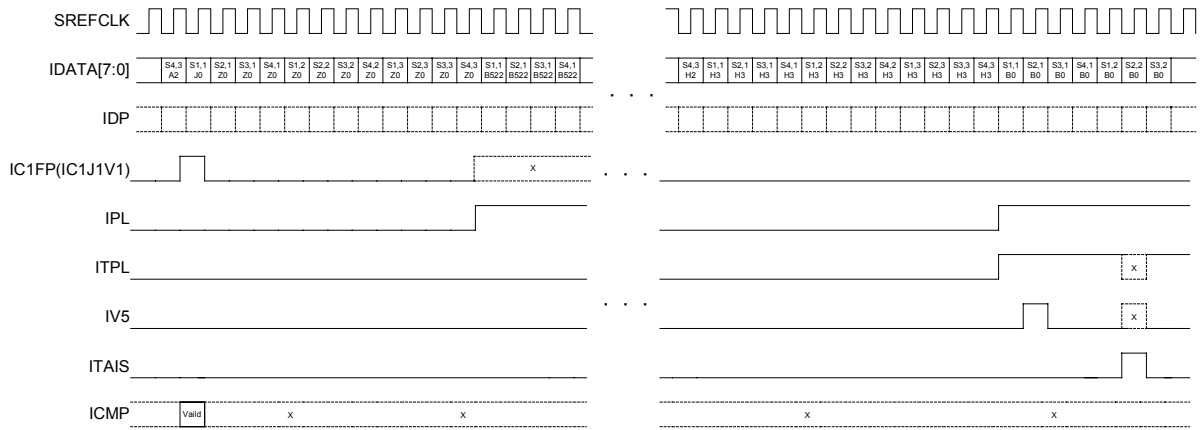 SREFCLK
IDATA[7:0]
S4,3 S1,1 S2,1 S3,1 S4,1 S1,2 S2,2 S3,2 S4,2 S1,3 S2,3 S3,3 S4,3 S1,1 S2,1 S3,1 S4,1
A2 J0 Z0 Z0 Z0 Z0 Z0 Z0 Z0 Z0 Z0 Z0 Z0 B522 B522 B522 B522
S4,3 S1,1 S2,1 S3,1 S4,1 S1,2 S2,2 S3,2 S4,2 S1,3 S2,3 S3,3 S4,3 S1,1 S2,1 S3,1 S4,1 S1,2 S2,2 S3,2
H2 H3 H3 H3 H3 H3 H3 H3 H3 H3 H3 H3 H3 B0 B0 B0 B0 B0 B0 B0
. . .
IDP
IC1FP(IC1J1V1)
x
. . .
IPL
ITPL
x
. . .
IV5
x
ITAIS
ICMP
Vaild x x x x